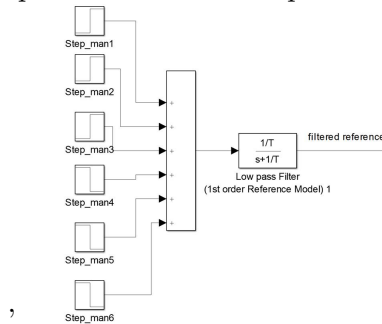 Step_man1
Step_man2
Step_man3
Step_man4
Step_man5
Step_man6
+
+
+
+
+
+
1/T
s+1/T
Low pass Filter
(1st order Reference Model) 1
filtered reference
,